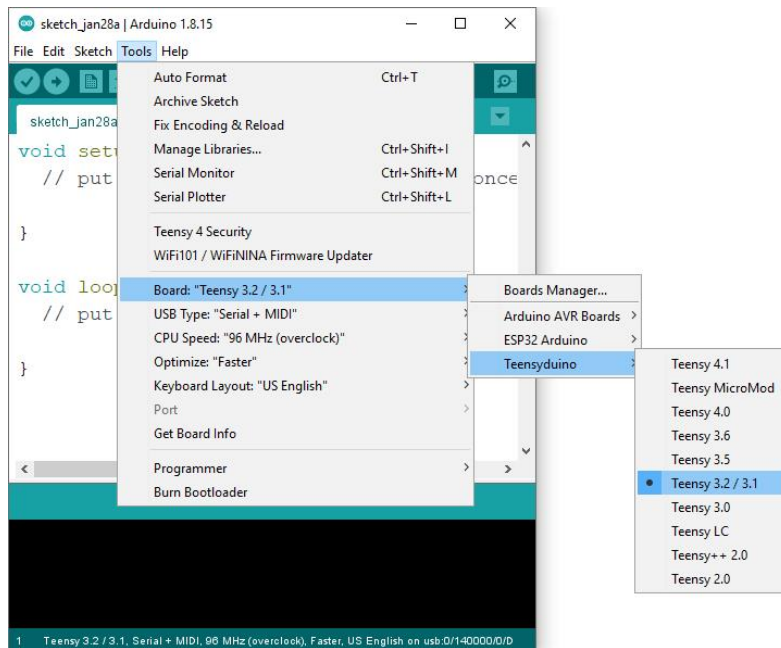 sketch_jan28a | Arduino 1.8.15
File Edit Sketch Tools Help
sketch_jan28a
void setu
// put
once
}
void loop
// put
}
Auto Format Ctrl+T
Archive Sketch
Fix Encoding & Reload
Manage Libraries... Ctrl+Shift+I
Serial Monitor Ctrl+Shift+M
Serial Plotter Ctrl+Shift+L
Teensy 4 Security
WiFi101 / WiFiNINA Firmware Updater
Board: "Teensy 3.2 / 3.1"
USB Type: "Serial + MIDI"
CPU Speed: "96 MHz (overclock)"
Optimize: "Faster"
Keyboard Layout: "US English"
Port
Get Board Info
Programmer
Burn Bootloader
Boards Manager...
Arduino AVR Boards
ESP32 Arduino
Teensyduino
Teensy 4.1
Teensy MicroMod
Teensy 4.0
Teensy 3.6
Teensy 3.5
Teensy 3.2 / 3.1
Teensy 3.0
Teensy LC
Teensy++ 2.0
Teensy 2.0
1 Teensy 3.2 / 3.1, Serial + MIDI, 96 MHz (overclock), Faster, US English on usb:0/140000/0/D